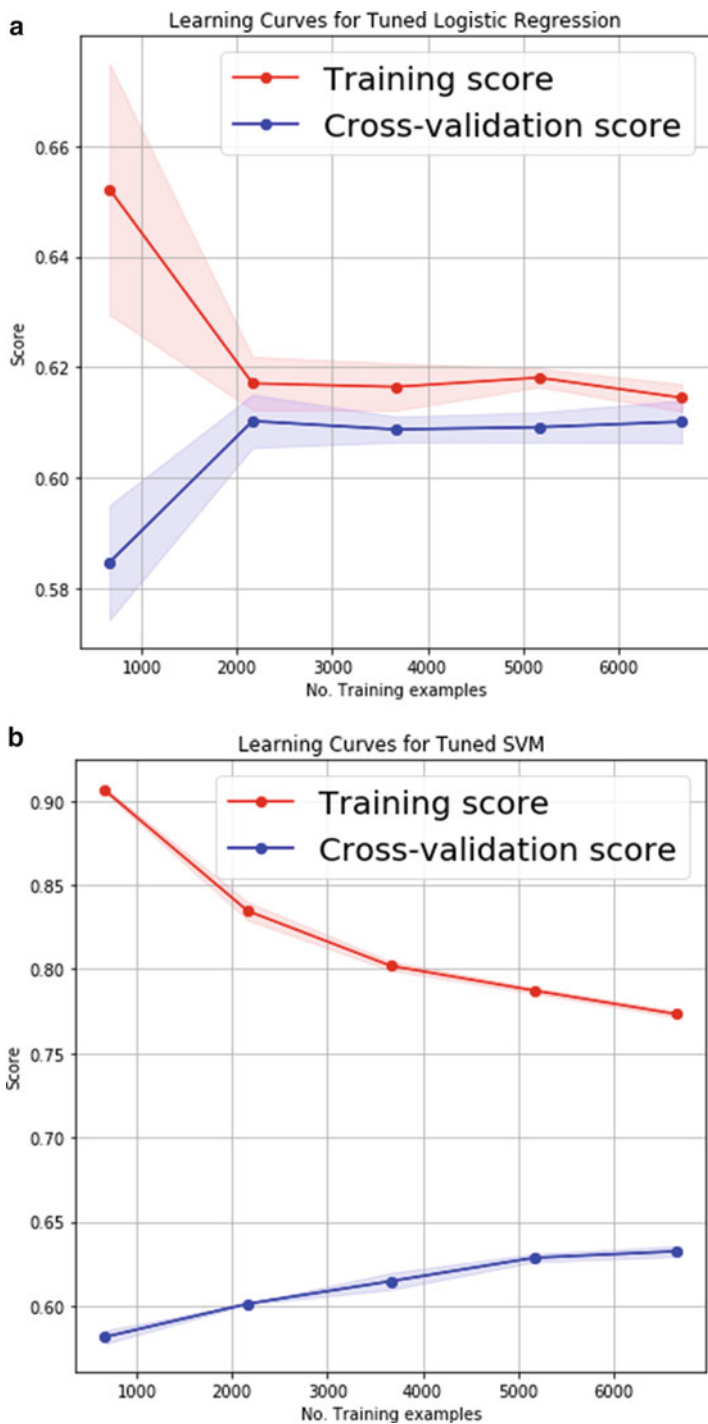 a
Learning Curves for Tuned Logistic Regression
Training score
Cross-validation score
0.66
0.64
0.62
0.60
0.58
Score
1000 2000 3000 4000 5000 6000
No. Training examples
b
Learning Curves for Tuned SVM
Training score
Cross-validation score
0.90
0.85
0.80
0.75
0.70
0.65
0.60
Score
1000 2000 3000 4000 5000 6000
No. Training examples